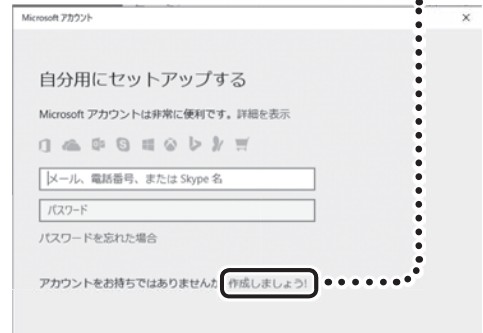 Microsoft アカウント
自分用にセットアップする
Microsoft アカウントは非常に便利です。詳細を表示
メール、電話番号、または Skype 名
パスワード
パスワードを忘れた場合
アカウントをお持ちではありませんか 作成しましょう!